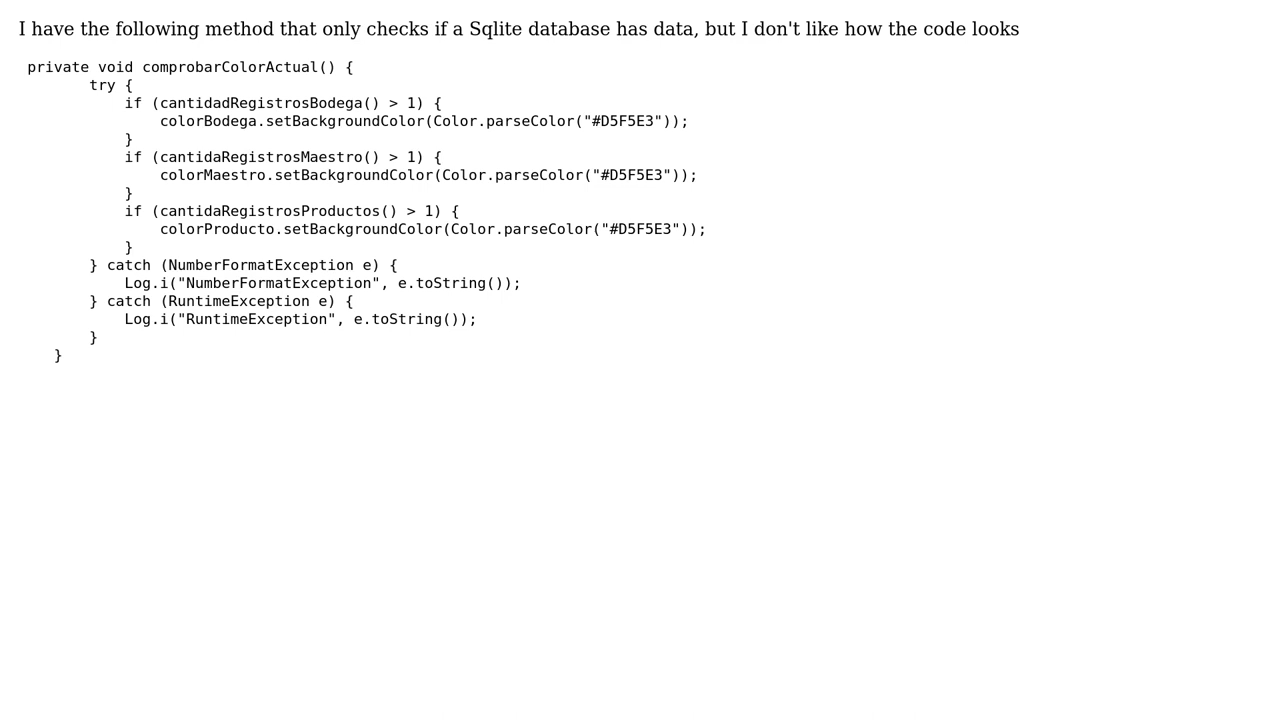 I have the following method that only checks if a Sqlite database has data, but I don't like how the code looks
private void comprobarColorActual() {
try {
if (cantidadRegistrosBodega() > 1) {
colorBodega.setBackgroundColor(Color.parseColor("#D5F5E3"));
}
if (cantidaRegistrosMaestro() > 1) {
colorMaestro.setBackgroundColor(Color.parseColor("#D5F5E3"));
}
if (cantidaRegistrosProductos() > 1) {
colorProducto.setBackgroundColor(Color.parseColor("#D5F5E3"));
}
} catch (NumberFormatException e) {
Log.i("NumberFormatException", e.toString());
} catch (RuntimeException e) {
Log.i("RuntimeException", e.toString());
}
}